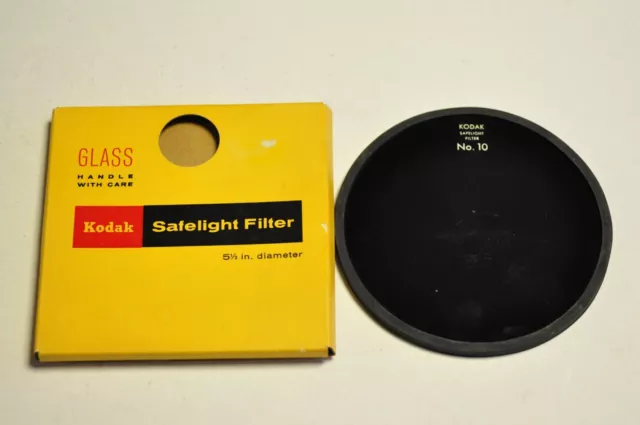 GLASS
HANDLE
WITH CARE
Kodak Safelight Filter
5½ in. diameter
KODAK
SAFELIGHT
FILTER
No. 10